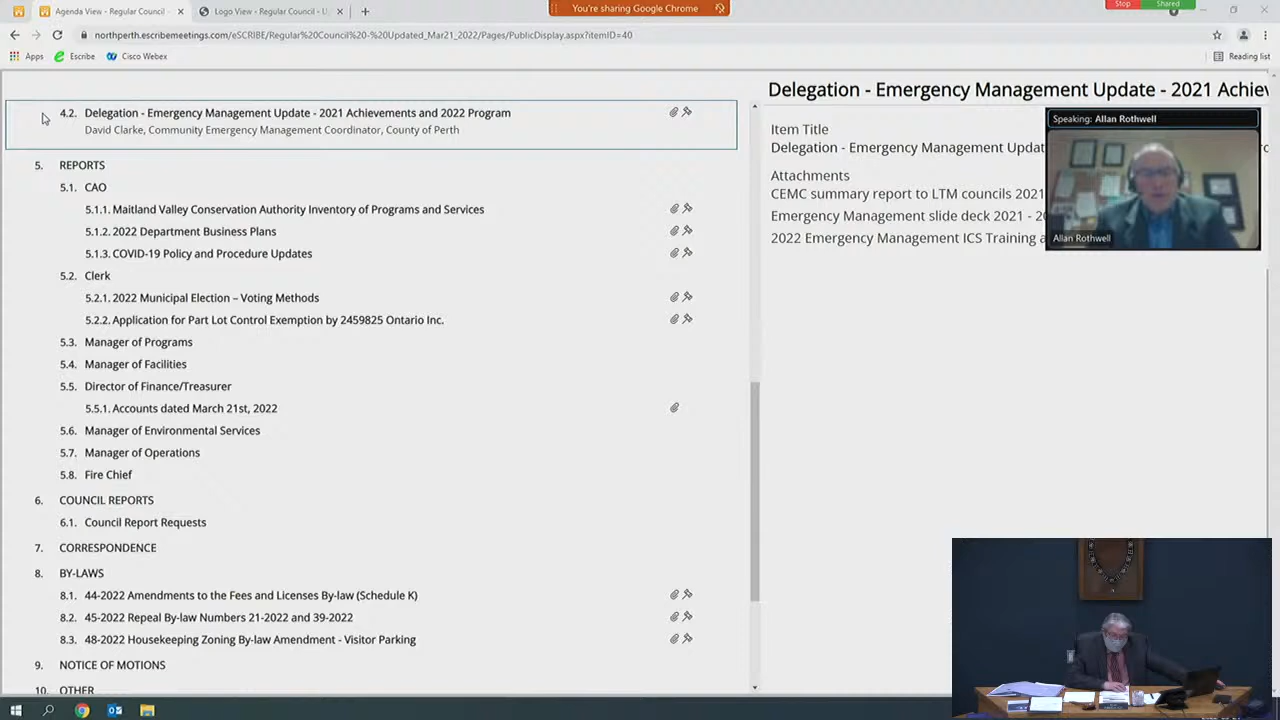 Agenda View - Regular Council -
Logo View - Regular Council - U
You're sharing Google Chrome
Stop
Shared
northperth.escribemeetings.com/eSCRIBE/Regular%20Council%20-%20Updated_Mar21_2022/Pages/PublicDisplay.aspx?itemID=40
Apps
Escribe
Cisco Webex
Reading list
4.2. Delegation - Emergency Management Update - 2021 Achievements and 2022 Program
David Clarke, Community Emergency Management Coordinator, County of Perth
5. REPORTS
5.1. CAO
5.1.1. Maitland Valley Conservation Authority Inventory of Programs and Services
5.1.2. 2022 Department Business Plans
5.1.3. COVID-19 Policy and Procedure Updates
5.2. Clerk
5.2.1. 2022 Municipal Election – Voting Methods
5.2.2. Application for Part Lot Control Exemption by 2459825 Ontario Inc.
5.3. Manager of Programs
5.4. Manager of Facilities
5.5. Director of Finance/Treasurer
5.5.1. Accounts dated March 21st, 2022
5.6. Manager of Environmental Services
5.7. Manager of Operations
5.8. Fire Chief
6. COUNCIL REPORTS
6.1. Council Report Requests
7. CORRESPONDENCE
8. BY-LAWS
8.1. 44-2022 Amendments to the Fees and Licenses By-law (Schedule K)
8.2. 45-2022 Repeal By-law Numbers 21-2022 and 39-2022
8.3. 48-2022 Housekeeping Zoning By-law Amendment - Visitor Parking
9. NOTICE OF MOTIONS
10. OTHER
Delegation - Emergency Management Update - 2021 Achiev
Item Title
Delegation - Emergency Management Updat
Attachments
CEMC summary report to LTM councils 2021
Emergency Management slide deck 2021 - 20
2022 Emergency Management ICS Training a
Speaking: Allan Rothwell
Allan Rothwell